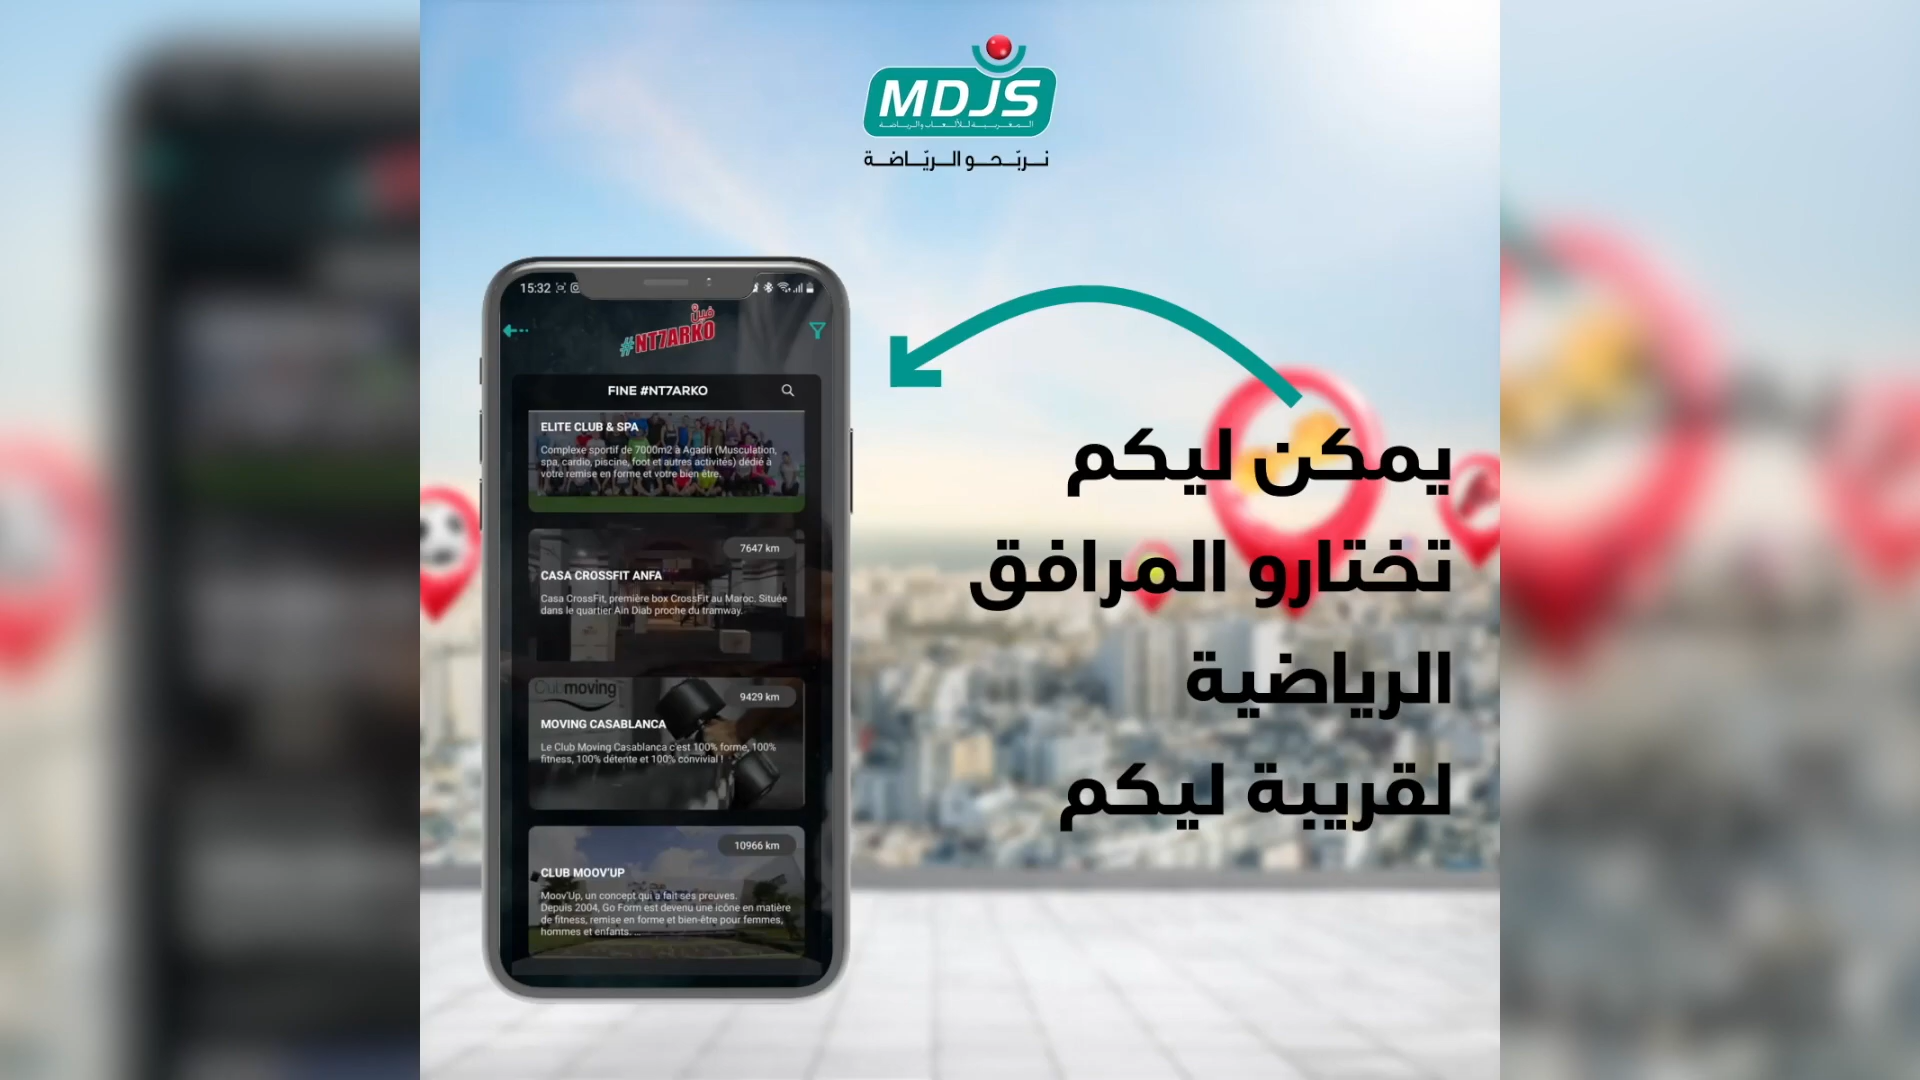 MDJS
المغربية للألعاب والرياضة
نربّحو الريّاضة
15:32
فين
#NT7ARKO
FINE #NT7ARKO
ELITE CLUB & SPA
Complexe sportif de 7000m2 à Agadir (Musculation,
spa, cardio, piscine, foot et autres activités) dédié à
votre remise en forme et votre bien être.
7647 km
CASA CROSSFIT ANFA
Casa CrossFit, première box CrossFit au Maroc. Située
dans le quartier Ain Diab proche du tramway.
Clubmoving
9429 km
MOVING CASABLANCA
Le Club Moving Casablanca c'est 100% forme, 100%
fitness, 100% détente et 100% convivial !
10966 km
CLUB MOOV'UP
Moov'Up, un concept qui a fait ses preuves.
Depuis 2004, Go Form est devenu une icône en matière
de fitness, remise en forme et bien-être pour femmes,
hommes et enfants. ...
يمكن ليكم
تختارو المرافق
الرياضية
لقريبة ليكم